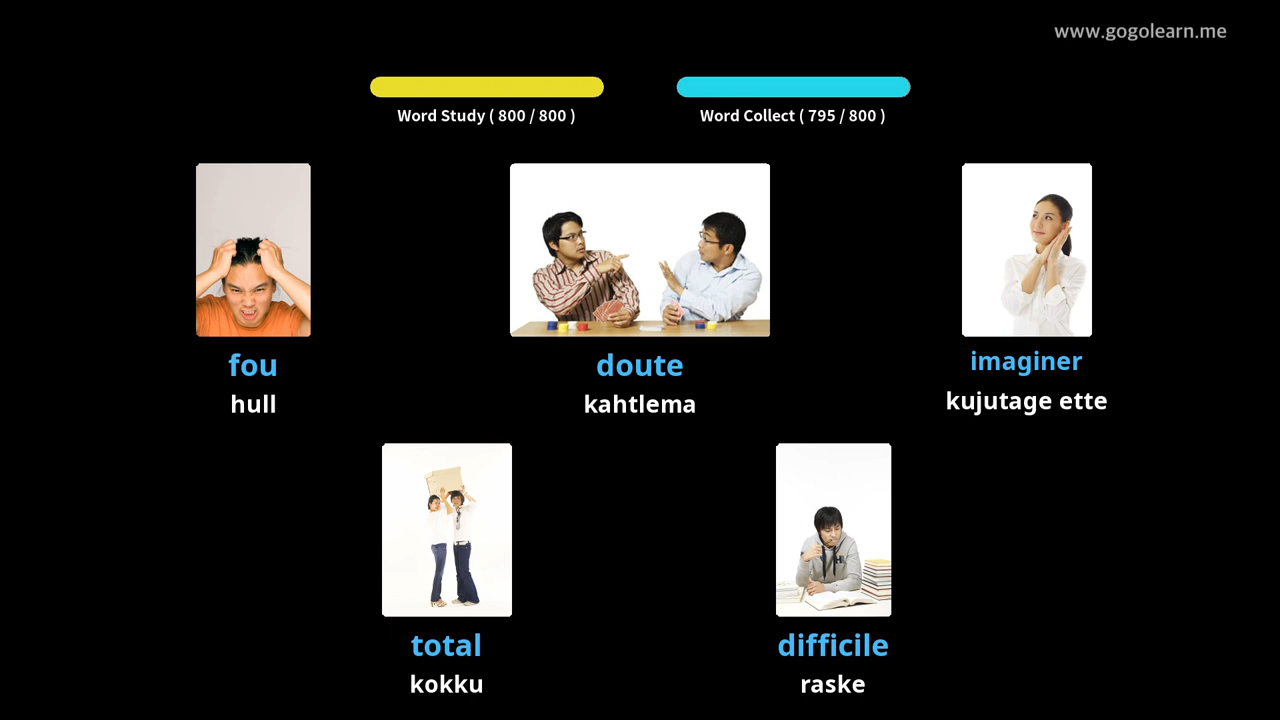 www.gogolearn.me
Word Study ( 800 / 800 )
Word Collect ( 795 / 800 )
fou
hull
doute
kahtlema
imaginer
kujutage ette
total
kokku
difficile
raske